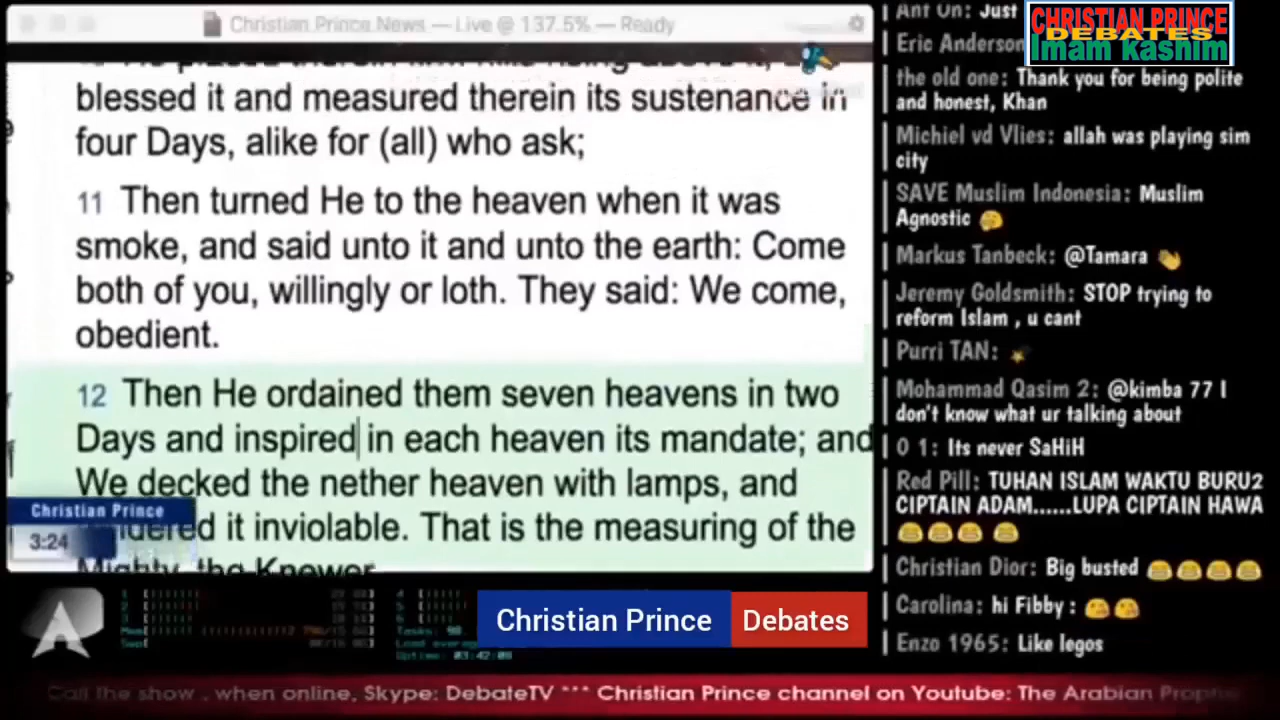 Christian Prince.News — Live @ 137.5% — Ready
blessed it and measured therein its sustenance in
four Days, alike for (all) who ask;
11 Then turned He to the heaven when it was
smoke, and said unto it and unto the earth: Come
both of you, willingly or loth. They said: We come,
obedient.
12 Then He ordained them seven heavens in two
Days and inspired in each heaven its mandate; and
We decked the nether heaven with lamps, and
it inviolable. That is the measuring of the
Mighty, the Knower
Christian Prince
3:24
CHRISTIAN PRINCE
DEBATES
Imam Kashim
Ant On: Just
Eric Anderson
the old one: Thank you for being polite
and honest, Khan
Michiel vd Vlies: allah was playing sim
city
SAVE Muslim Indonesia: Muslim
Agnostic
Markus Tanbeck: @Tamara
Jeremy Goldsmith: STOP trying to
reform Islam , u cant
Purri TAN:
Mohammad Qasim 2: @kimba 77 I
don't know what ur talking about
0 1: Its never SaHiH
Red Pill: TUHAN ISLAM WAKTU BURU2
CIPTAIN ADAM......LUPA CIPTAIN HAWA
Christian Dior: Big busted
Carolina: hi Fibby :
Enzo 1965: Like legos
Christian Prince Debates
Call the show . when online, Skype: DebateTV *** Christian Prince channel on Youtube: The Arabian Prophe